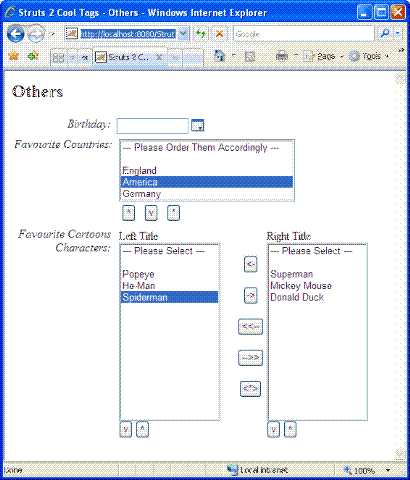 Struts 2 Cool Tags - Others - Windows Internet Explorer
http://localhost:8080/Strut
Google
Struts 2 C...
Page
Tools
Others
Birthday:
Favourite Countries:
--- Please Order Them Accordingly ---
England
America
Germany
^ v *
Favourite Cartoons Characters:
Left Title
--- Please Select ---
Popeye
He-Man
Spiderman
v ^
<-
->
<<--
-->>
<*>
Right Title
--- Please Select ---
Superman
Mickey Mouse
Donald Duck
v ^
Done
Local intranet
100%